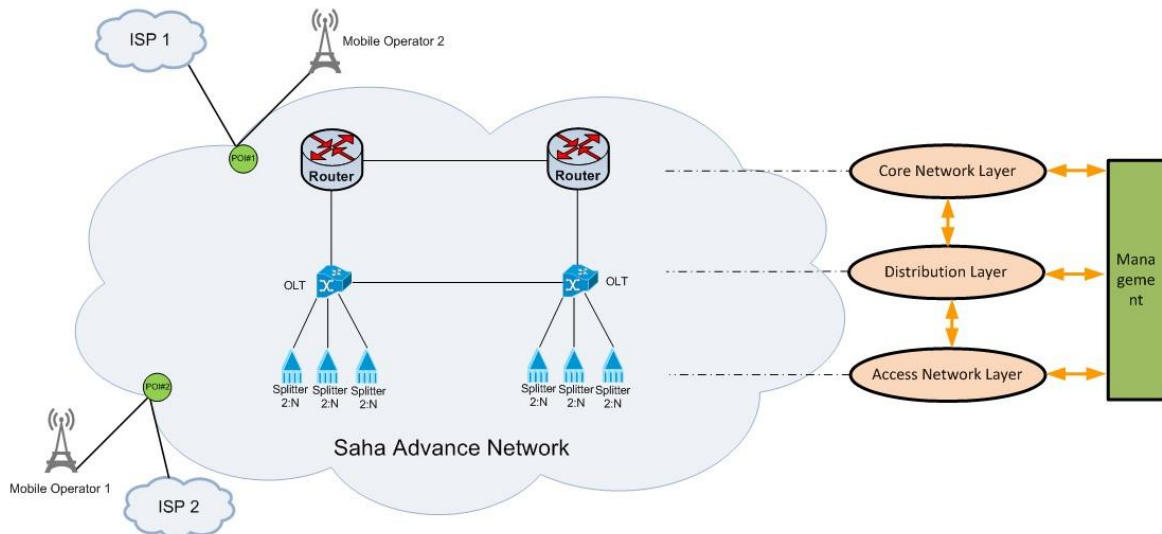 ISP 1
Mobile Operator 2
POI#1
Router
Router
Core Network Layer
OLT
OLT
Distribution Layer
Mana
geme
nt
Splitter
2:N
Splitter
2:N
Splitter
2:N
Splitter
2:N
Splitter
2:N
Splitter
2:N
Access Network Layer
POI#2
Saha Advance Network
Mobile Operator 1
ISP 2